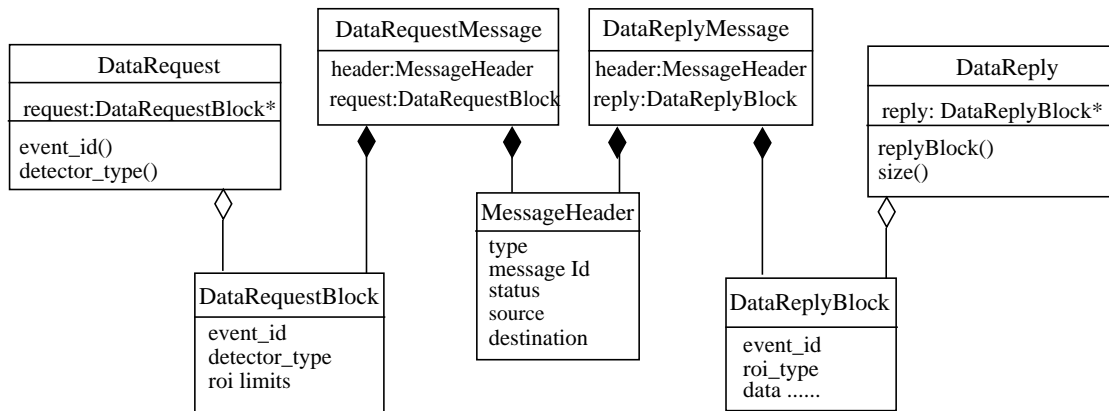 DataRequest
request:DataRequestBlock*
event_id()
detector_type()
DataRequestMessage
header:MessageHeader
request:DataRequestBlock
DataReplyMessage
header:MessageHeader
reply:DataReplyBlock
DataReply
reply: DataReplyBlock*
replyBlock()
size()
DataRequestBlock
event_id
detector_type
roi limits
MessageHeader
type
message Id
status
source
destination
DataReplyBlock
event_id
roi_type
data ......